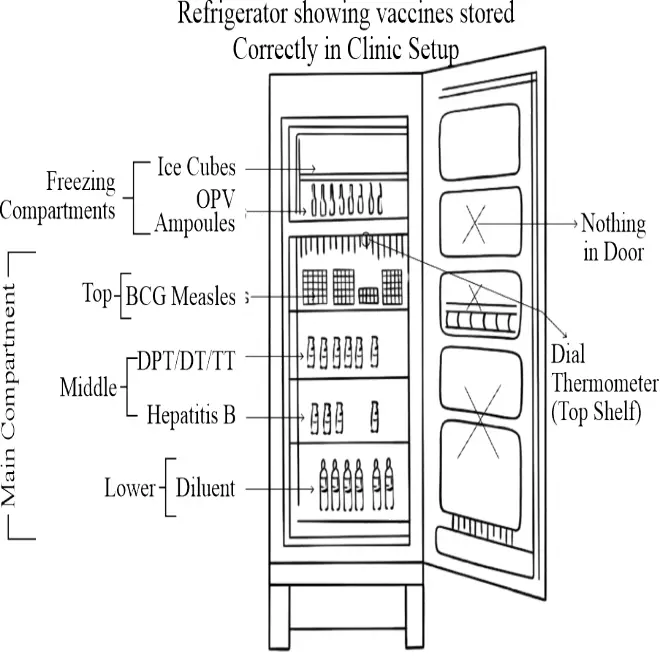 Refrigerator showing vaccines stored
Correctly in Clinic Setup
Freezing
Compartments
Ice Cubes
OPV
Ampoules
Main Compartment
Top
BCG Measles
s
Middle
DPT/DT/TT
Hepatitis B
Lower
Diluent
Nothing
in Door
Dial
Thermometer
(Top Shelf)